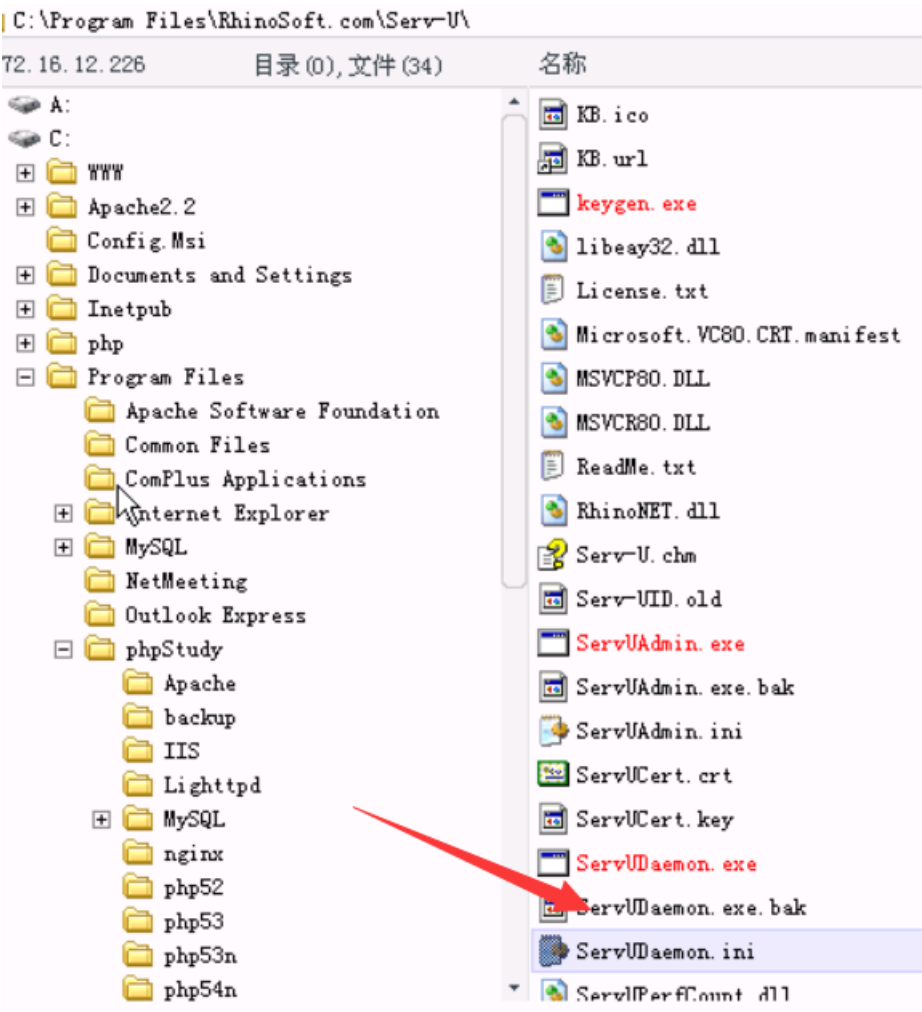 C:\Program Files\RhinoSoft.com\Serv-U\
72.16.12.226
目录(0),文件(34)
名称
A:
C:
WWW
Apache2.2
Config.Msi
Documents and Settings
Inetpub
php
Program Files
Apache Software Foundation
Common Files
ComPlus Applications
Internet Explorer
MySQL
NetMeeting
Outlook Express
phpStudy
Apache
backup
IIS
Lighttpd
MySQL
nginx
php52
php53
php53n
php54n
KB.ico
KB.url
keygen.exe
libeay32.dll
License.txt
Microsoft.VC80.CRT.manifest
MSVCP80.DLL
MSVCR80.DLL
ReadMe.txt
RhinoNET.dll
Serv-U.chm
Serv-UID.old
ServUAdmin.exe
ServUAdmin.exe.bak
ServUAdmin.ini
ServUCert.crt
ServUCert.key
ServUDaemon.exe
ServUDaemon.exe.bak
ServUDaemon.ini
ServUPerfCount.dll